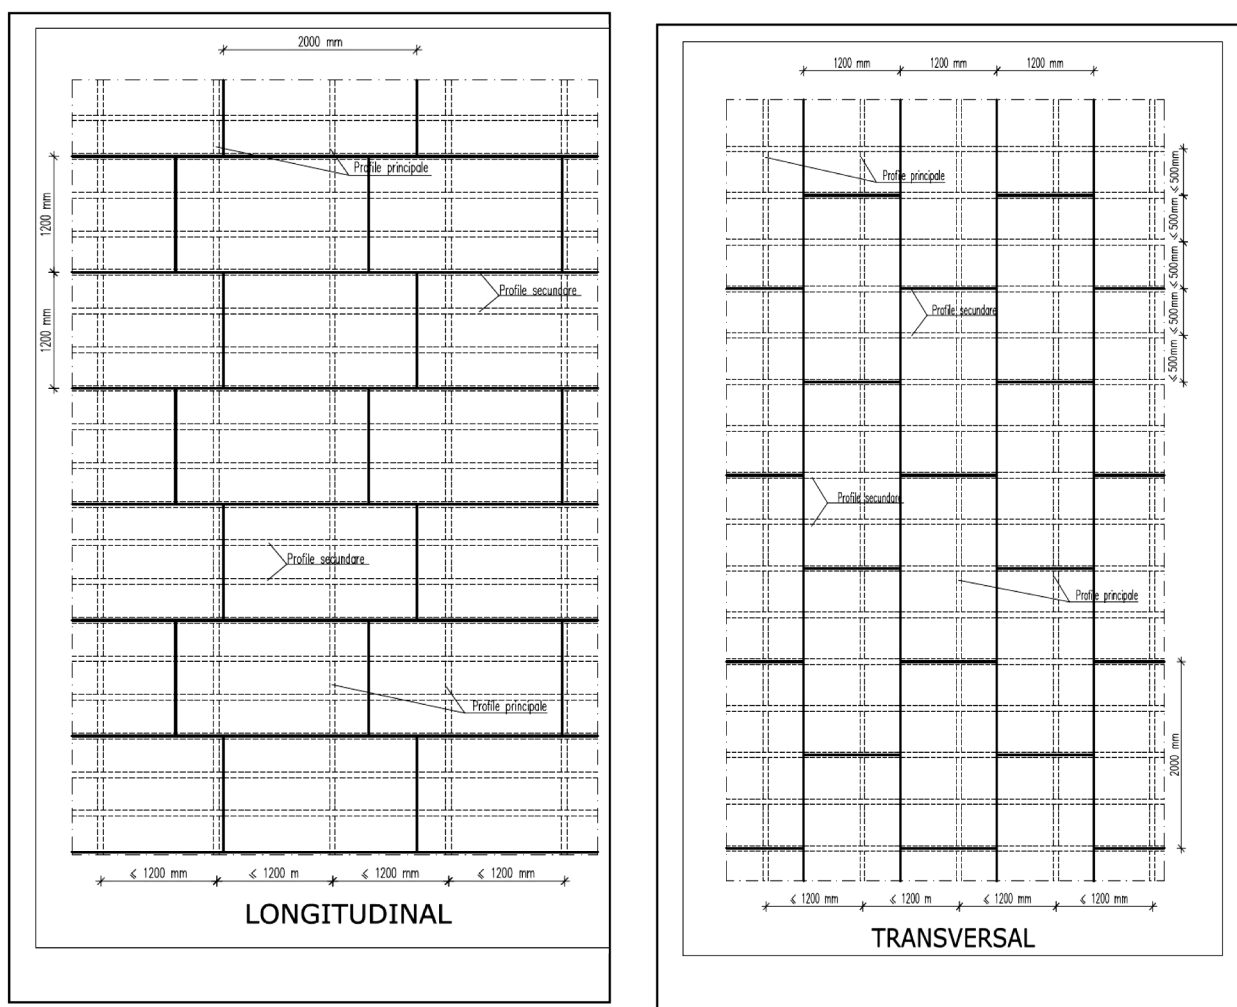 2000 mm
Profile principale
1200 mm
Profile secundare
1200 mm
Profile secundare
Profile principale
⩽ 1200 mm
⩽ 1200 m
⩽ 1200 mm
⩽ 1200 mm
LONGITUDINAL
1200 mm
1200 mm
1200 mm
Profile principale
⩽ 500mm
⩽ 500mm
⩽ 500mm
⩽ 500mm
⩽ 500mm
Profile secundare
Profile secundare
Profile principale
2000 mm
⩽ 1200 mm
⩽ 1200 m
⩽ 1200 mm
⩽ 1200 mm
TRANSVERSAL